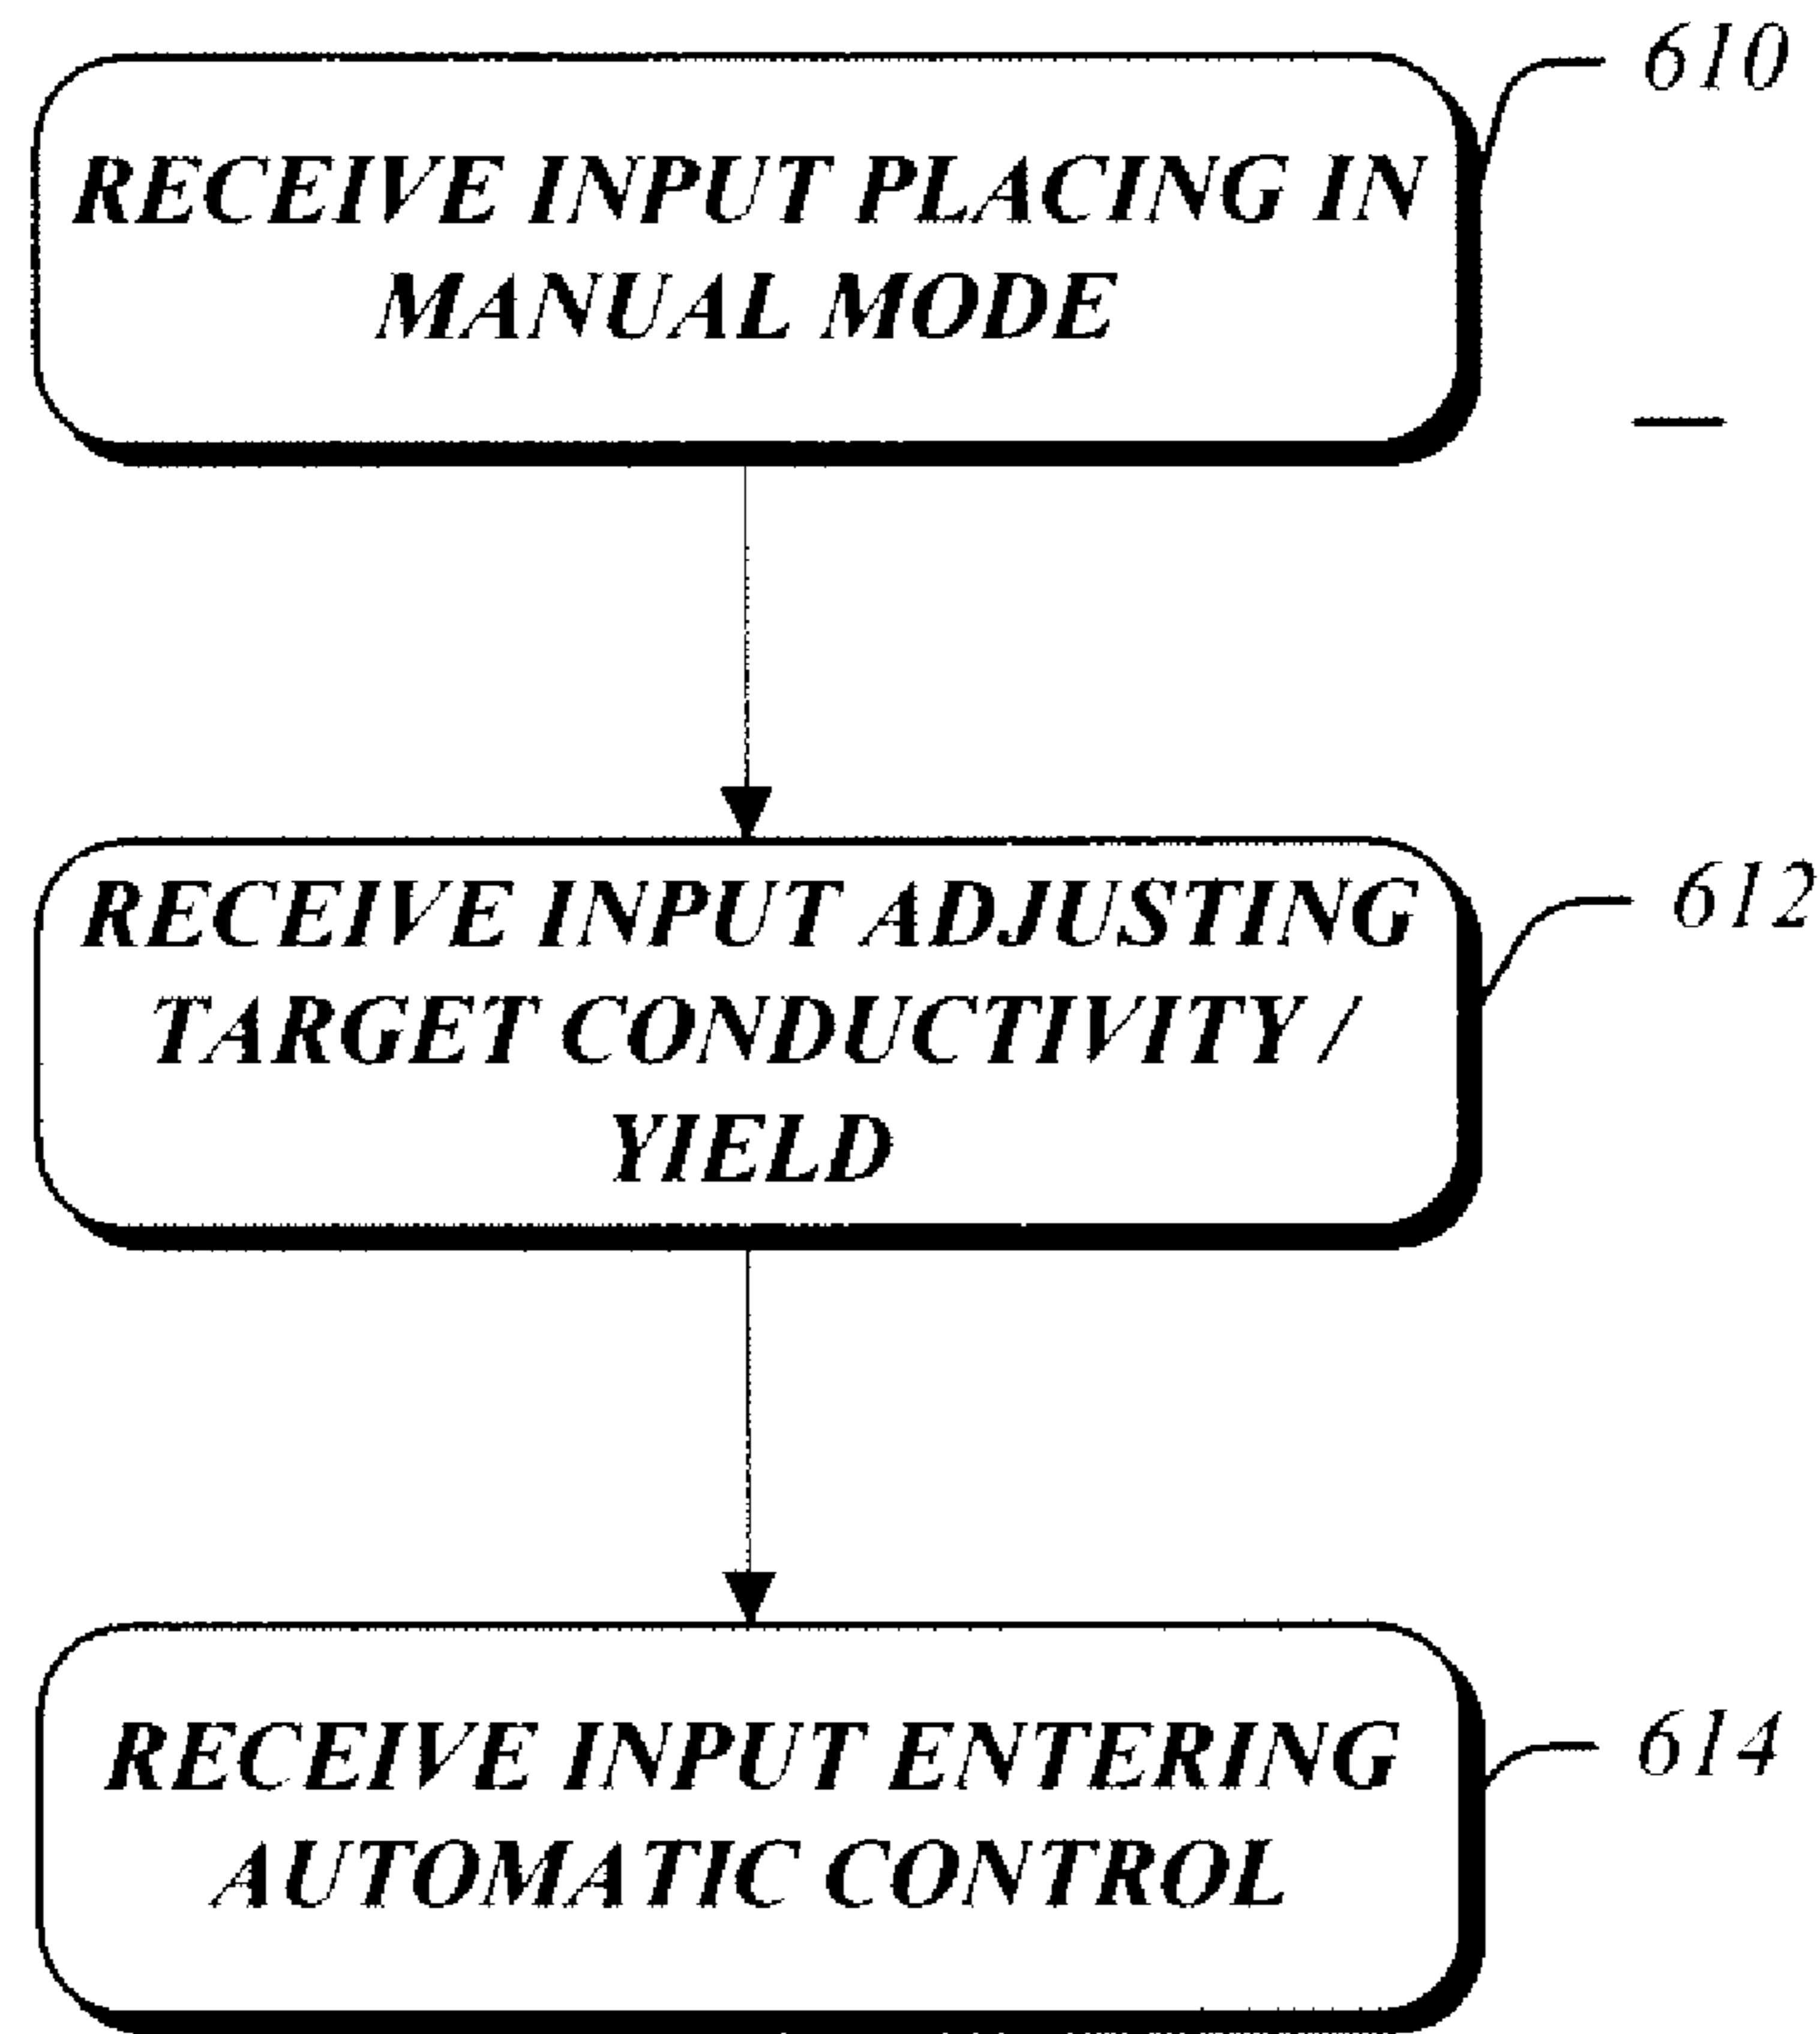 610
RECEIVE INPUT PLACING IN
MANUAL MODE
612
RECEIVE INPUT ADJUSTING
TARGET CONDUCTIVITY /
YIELD
614
RECEIVE INPUT ENTERING
AUTOMATIC CONTROL